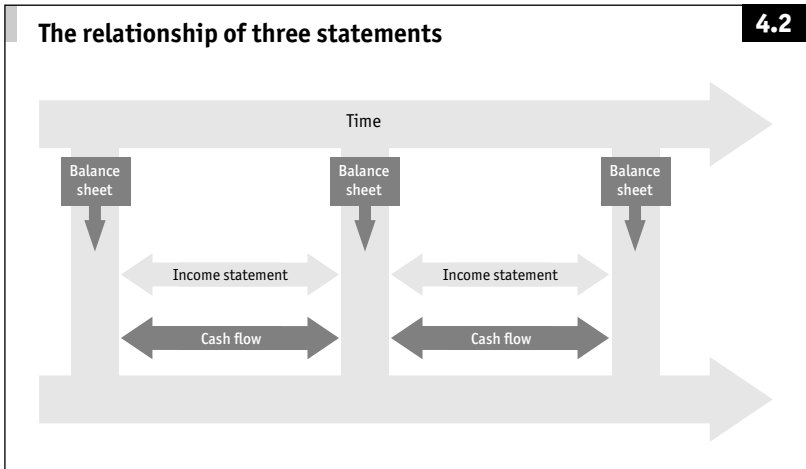 The relationship of three statements
4.2
Time
Balance
sheet
Balance
sheet
Balance
sheet
Income statement
Income statement
Cash flow
Cash flow